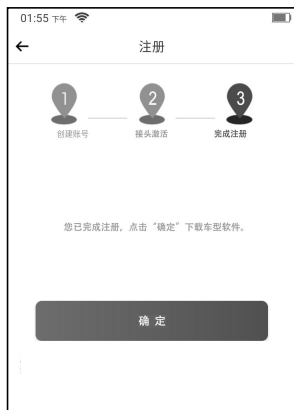 01:55 下午
注册
1 2 3
创建账号 接头激活 完成注册
您已完成注册，点击“确定”下载车型软件。
确 定